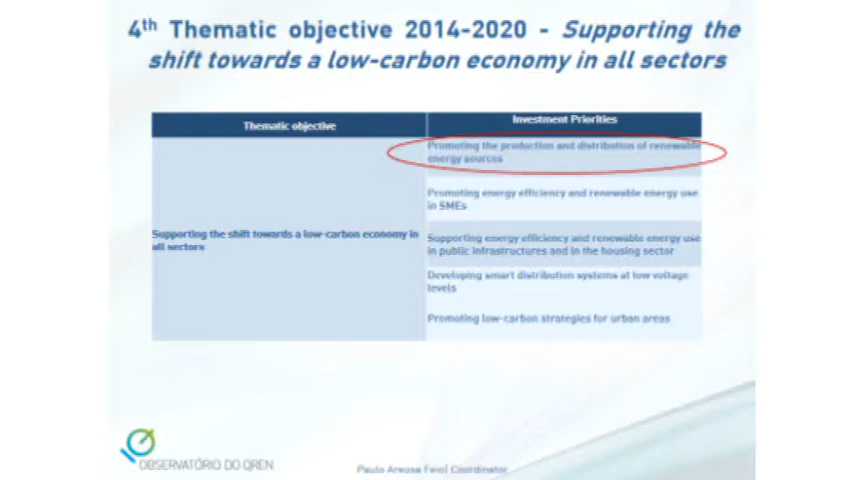 4th Thematic objective 2014-2020 - Supporting the
shift towards a low-carbon economy in all sectors
Thematic objective
Investment Priorities
Promoting the production and distribution of renewable
energy sources
Promoting energy efficiency and renewable energy use
in SMEs
Supporting the shift towards a low-carbon economy in
all sectors
Supporting energy efficiency and renewable energy use
in public infrastructures and in the housing sector
Developing smart distribution systems at low voltage
levels
Promoting low-carbon strategies for urban areas
OBSERVATÓRIO DO QREN
Paulo Areosa Feio| Coordinator